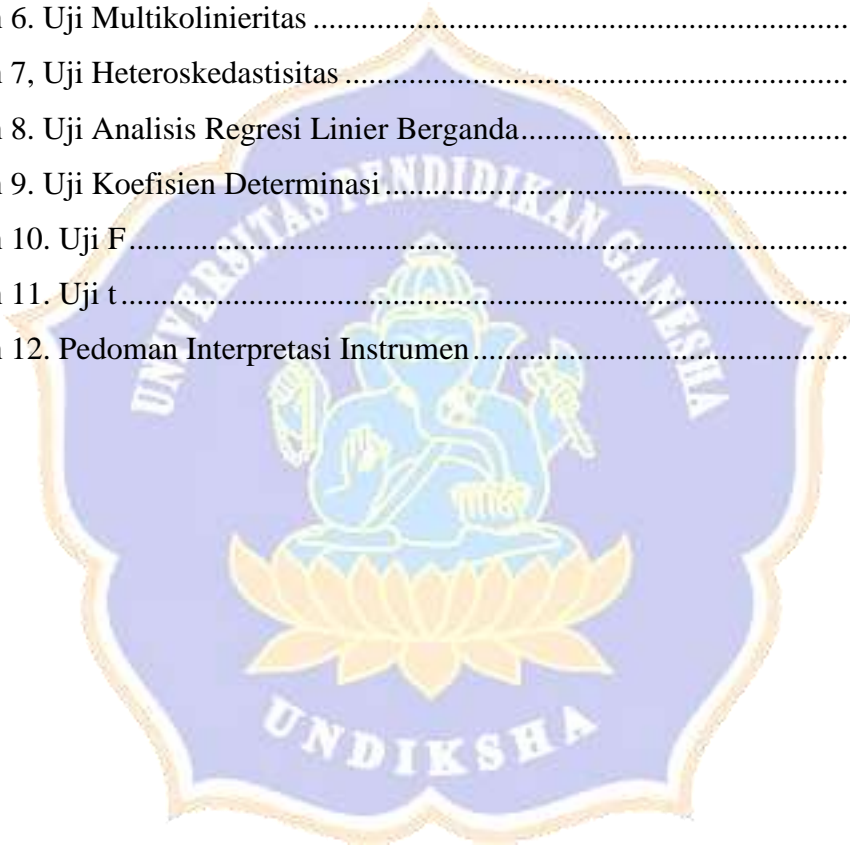 n 6. Uji Multikolinieritas ................................................................................
n 7, Uji Heteroskedastisitas ............................................................................
n 8. Uji Analisis Regresi Linier Berganda..................................................
n 9. Uji Koefisien Determinasi ......................................................................
n 10. Uji F...........................................................................................................
n 11. Uji t ............................................................................................................
n 12. Pedoman Interpretasi Instrumen.........................................................
UNIVERSITAS PENDIDIKAN GANESHA
UNDIKSHA